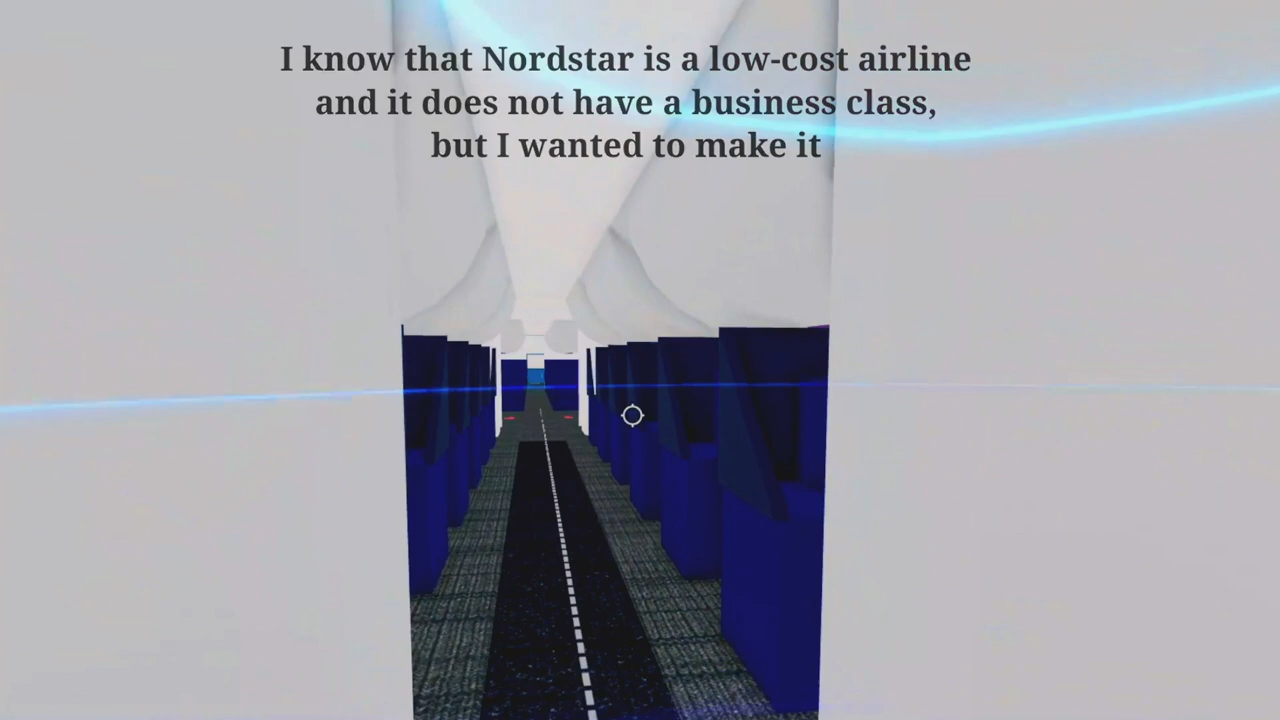 I know that Nordstar is a low-cost airline
and it does not have a business class,
but I wanted to make it